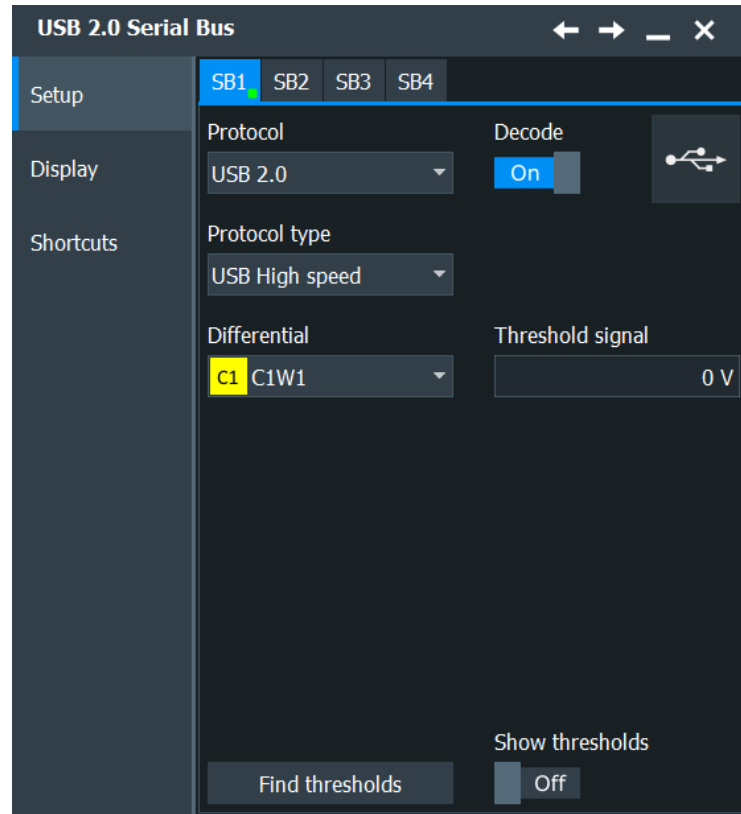 USB 2.0 Serial Bus
Setup
Display
Shortcuts
SB1 SB2 SB3 SB4
Protocol Decode
USB 2.0 On
Protocol type
USB High speed
Differential Threshold signal
C1 C1W1 0 V
Show thresholds
Find thresholds Off